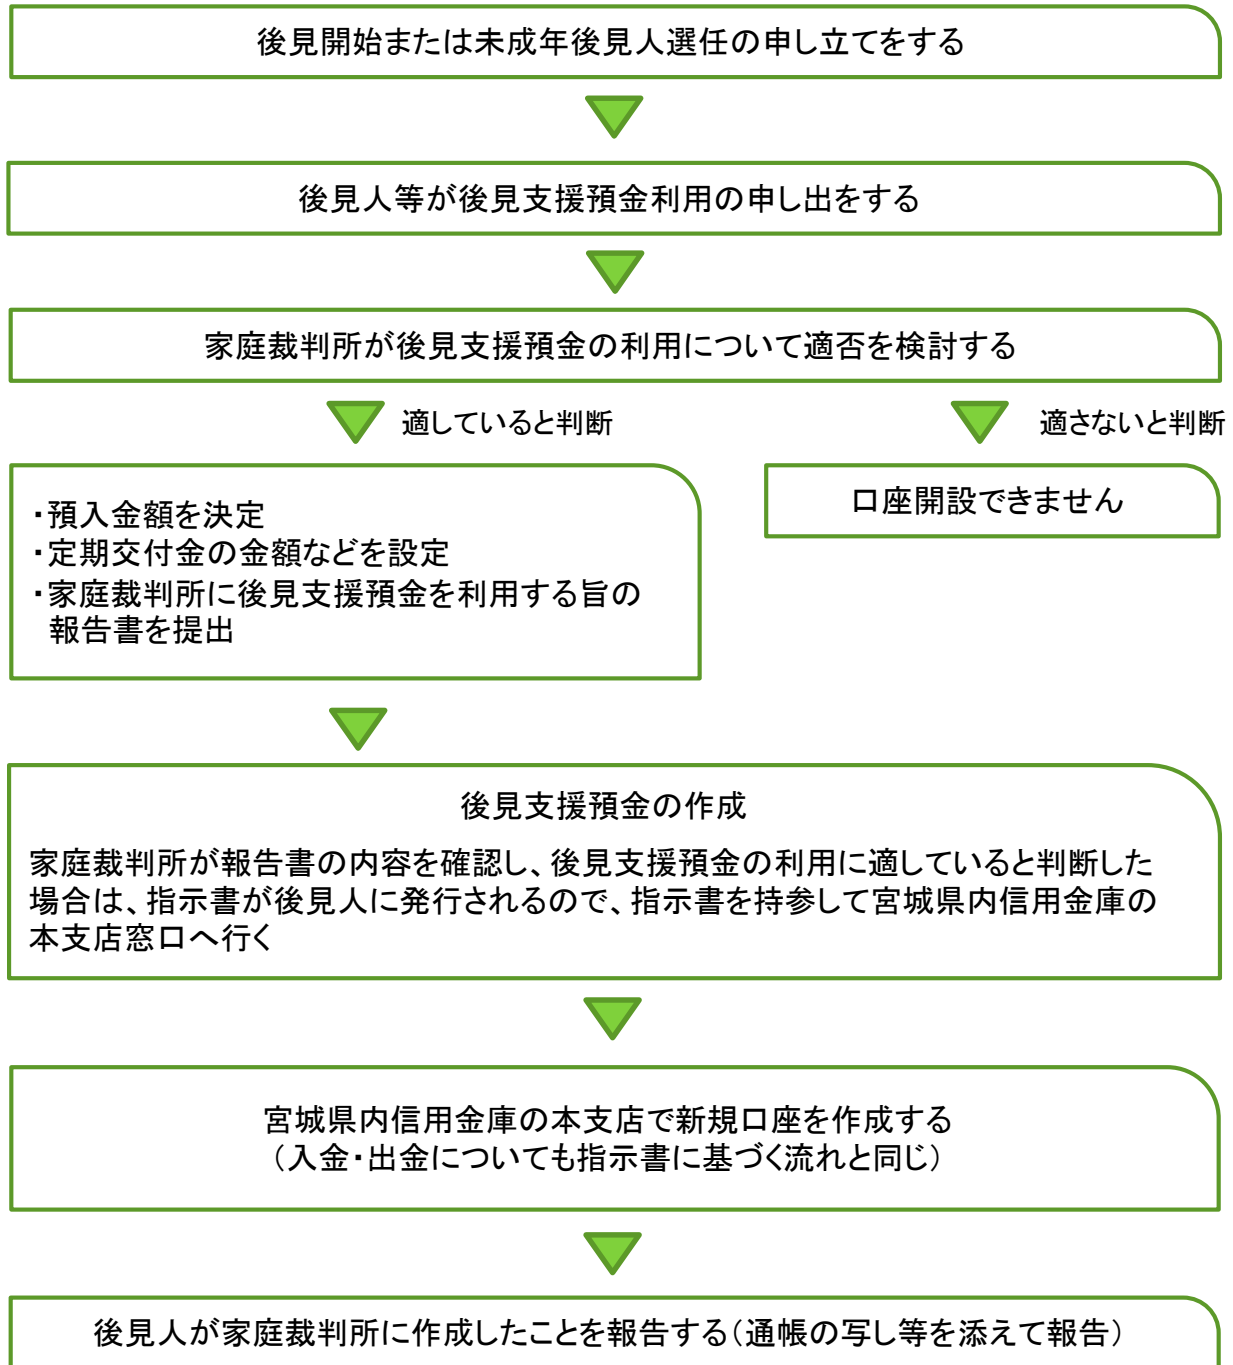 後見開始または未成年後見人選任の申し立てをする
後見人等が後見支援預金利用の申し出をする
家庭裁判所が後見支援預金の利用について適否を検討する
適していると判断
適さないと判断
・預入金額を決定
・定期交付金の金額などを設定
・家庭裁判所に後見支援預金を利用する旨の
報告書を提出
口座開設できません
後見支援預金の作成
家庭裁判所が報告書の内容を確認し、後見支援預金の利用に適していると判断した
場合は、指示書が後見人に発行されるので、指示書を持参して宮城県内信用金庫の
本支店窓口へ行く
宮城県内信用金庫の本支店で新規口座を作成する
（入金・出金についても指示書に基づく流れと同じ）
後見人が家庭裁判所に作成したことを報告する（通帳の写し等を添えて報告）